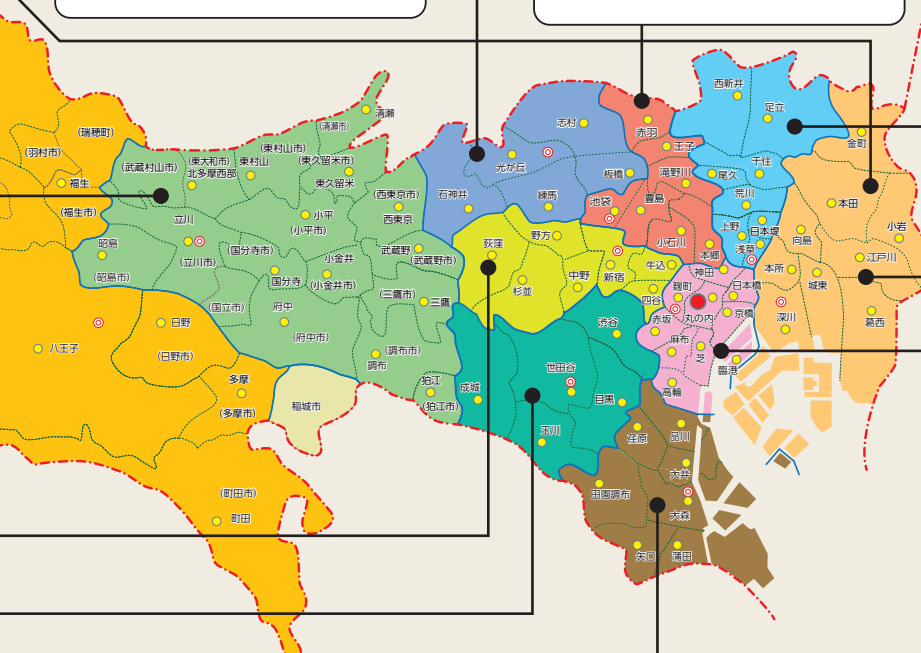 西新井
足立
清瀬
(清瀬市)
志村
赤羽
金町
(瑞穂町)
(羽村市)
(武蔵村山市)
(東大和市)
北多摩西部
東村山
(東村山市)
(東久留米市)
東久留米
王子
光が丘
板橋
滝野川
尾久
千住
福生
(福生市)
(西東京市)
西東京
石神井
練馬
池袋
豊島
荒川
本田
小岩
立川
小平
(小平市)
上野
日本堤
浅草
向島
昭島
(昭島市)
(立川市)
(国分寺市)
国分寺
小金井
(小金井市)
武蔵野
(武蔵野市)
荻窪
野方
小石川
本郷
江戸川
杉並
中野
新宿
牛込
神田
本所
城東
(国立市)
府中
(府中市)
(三鷹市)
三鷹
四谷
麹町
日本橋
京橋
深川
葛西
八王子
日野
(日野市)
渋谷
赤坂
丸の内
麻布
芝
臨港
(調布市)
調布
多摩
(多摩市)
稲城市
狛江
(狛江市)
成城
世田谷
目黒
高輪
玉川
荏原
品川
大井
田園調布
大森
(町田市)
町田
矢口
蒲田